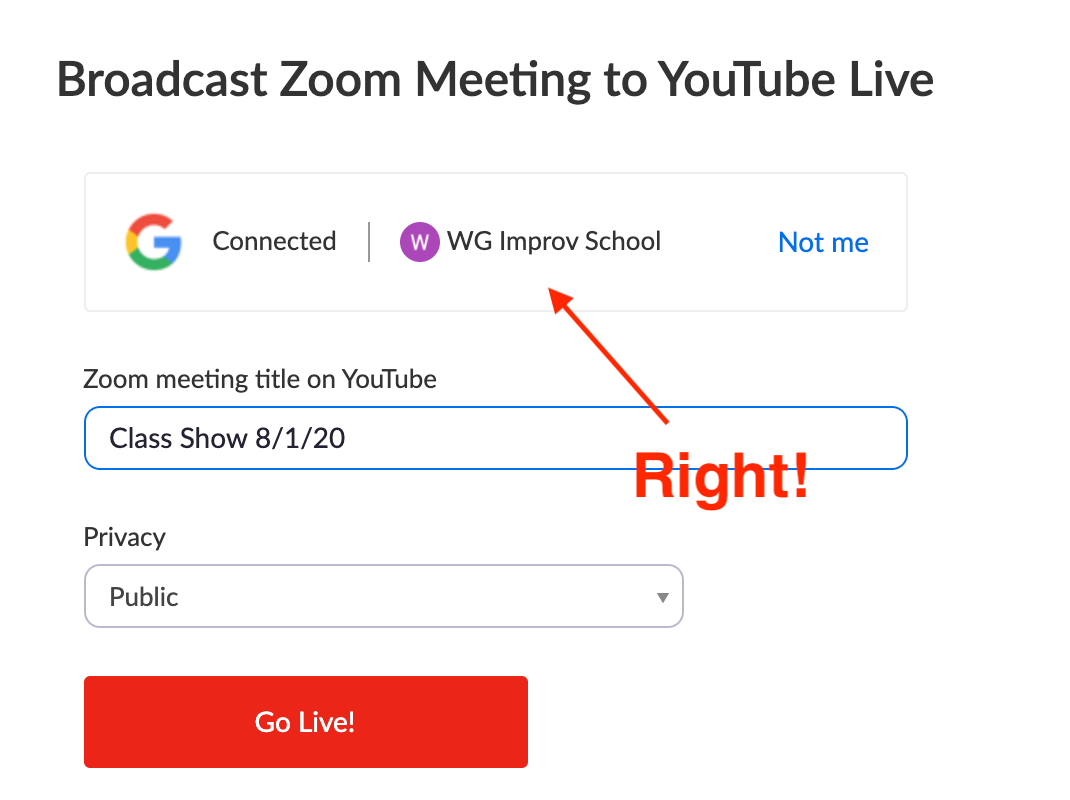 Broadcast Zoom Meeting to YouTube Live
Connected | W WG Improv School Not me
Zoom meeting title on YouTube
Class Show 8/1/20
Right!
Privacy
Public
Go Live!